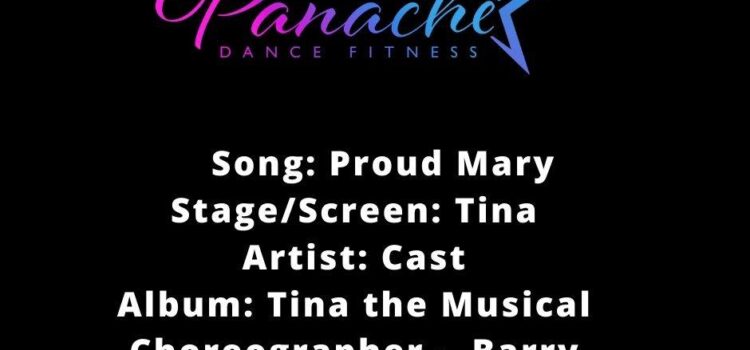 Panache
DANCE FITNESS
Song: Proud Mary
Stage/Screen: Tina
Artist: Cast
Album: Tina the Musical
Choreographer - Barry